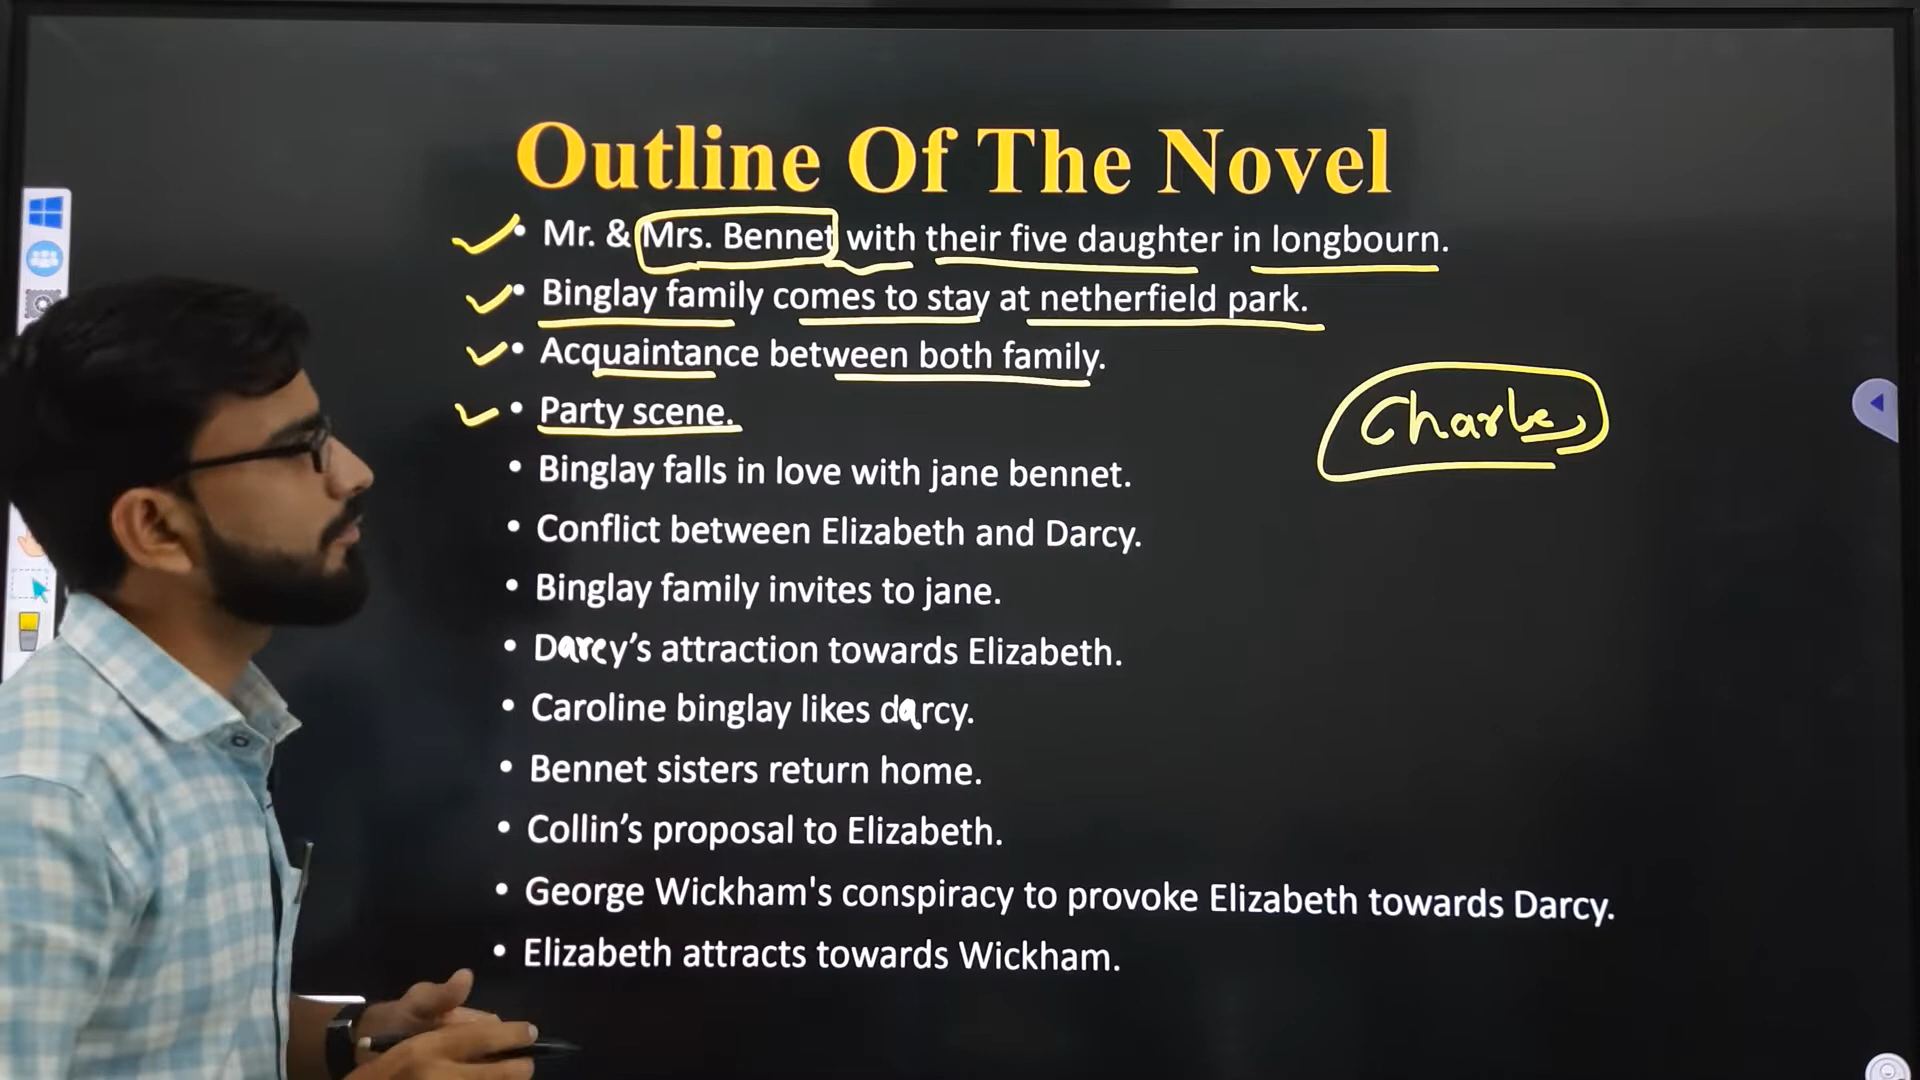 Outline Of The Novel
• Mr. & Mrs. Bennet with their five daughter in longbourn.
• Binglay family comes to stay at netherfield park.
• Acquaintance between both family.
• Party scene.
Charles
• Binglay falls in love with jane bennet.
• Conflict between Elizabeth and Darcy.
• Binglay family invites to jane.
• Darcy's attraction towards Elizabeth.
• Caroline binglay likes darcy.
• Bennet sisters return home.
• Collin's proposal to Elizabeth.
• George Wickham's conspiracy to provoke Elizabeth towards Darcy.
• Elizabeth attracts towards Wickham.